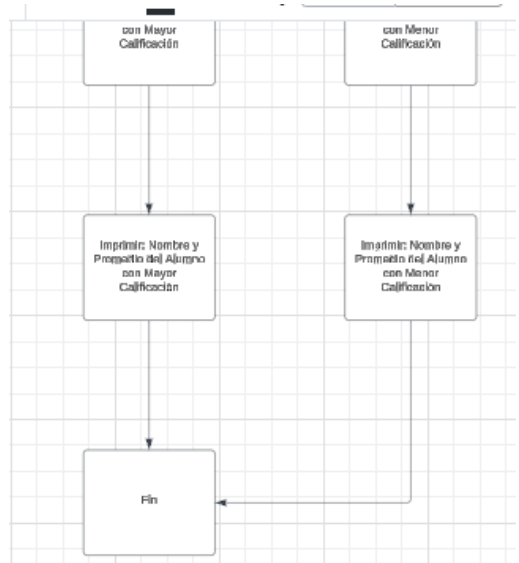 con Mayor
Calificación
con Menor
Calificación
Imprimir: Nombre y
Promedio del Alumno
con Mayor
Calificación
Imprimir: Nombre y
Promedio del Alumno
con Menor
Calificación
Fin